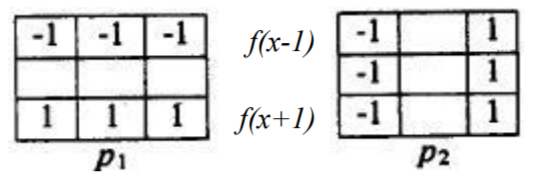 -1 -1 -1 f(x-1) -1 1
-1 1
1 1 1 f(x+1) -1 1
p1 p2